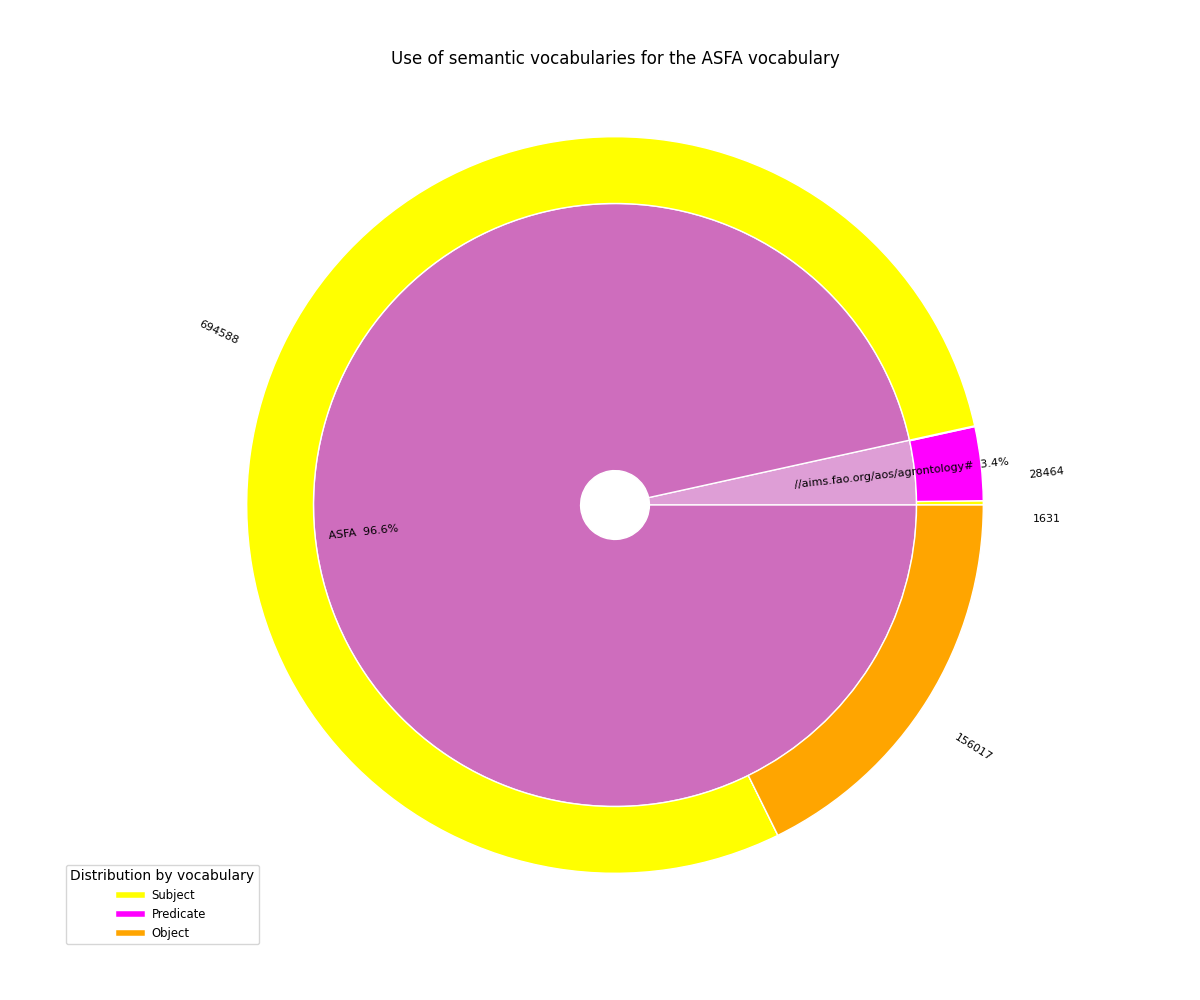 Use of semantic vocabularies for the ASFA vocabulary
694588
//aims.fao.org/aos/agrontology#  3.4%
28464
1631
ASFA  96.6%
156017
Distribution by vocabulary
Subject
Predicate
Object